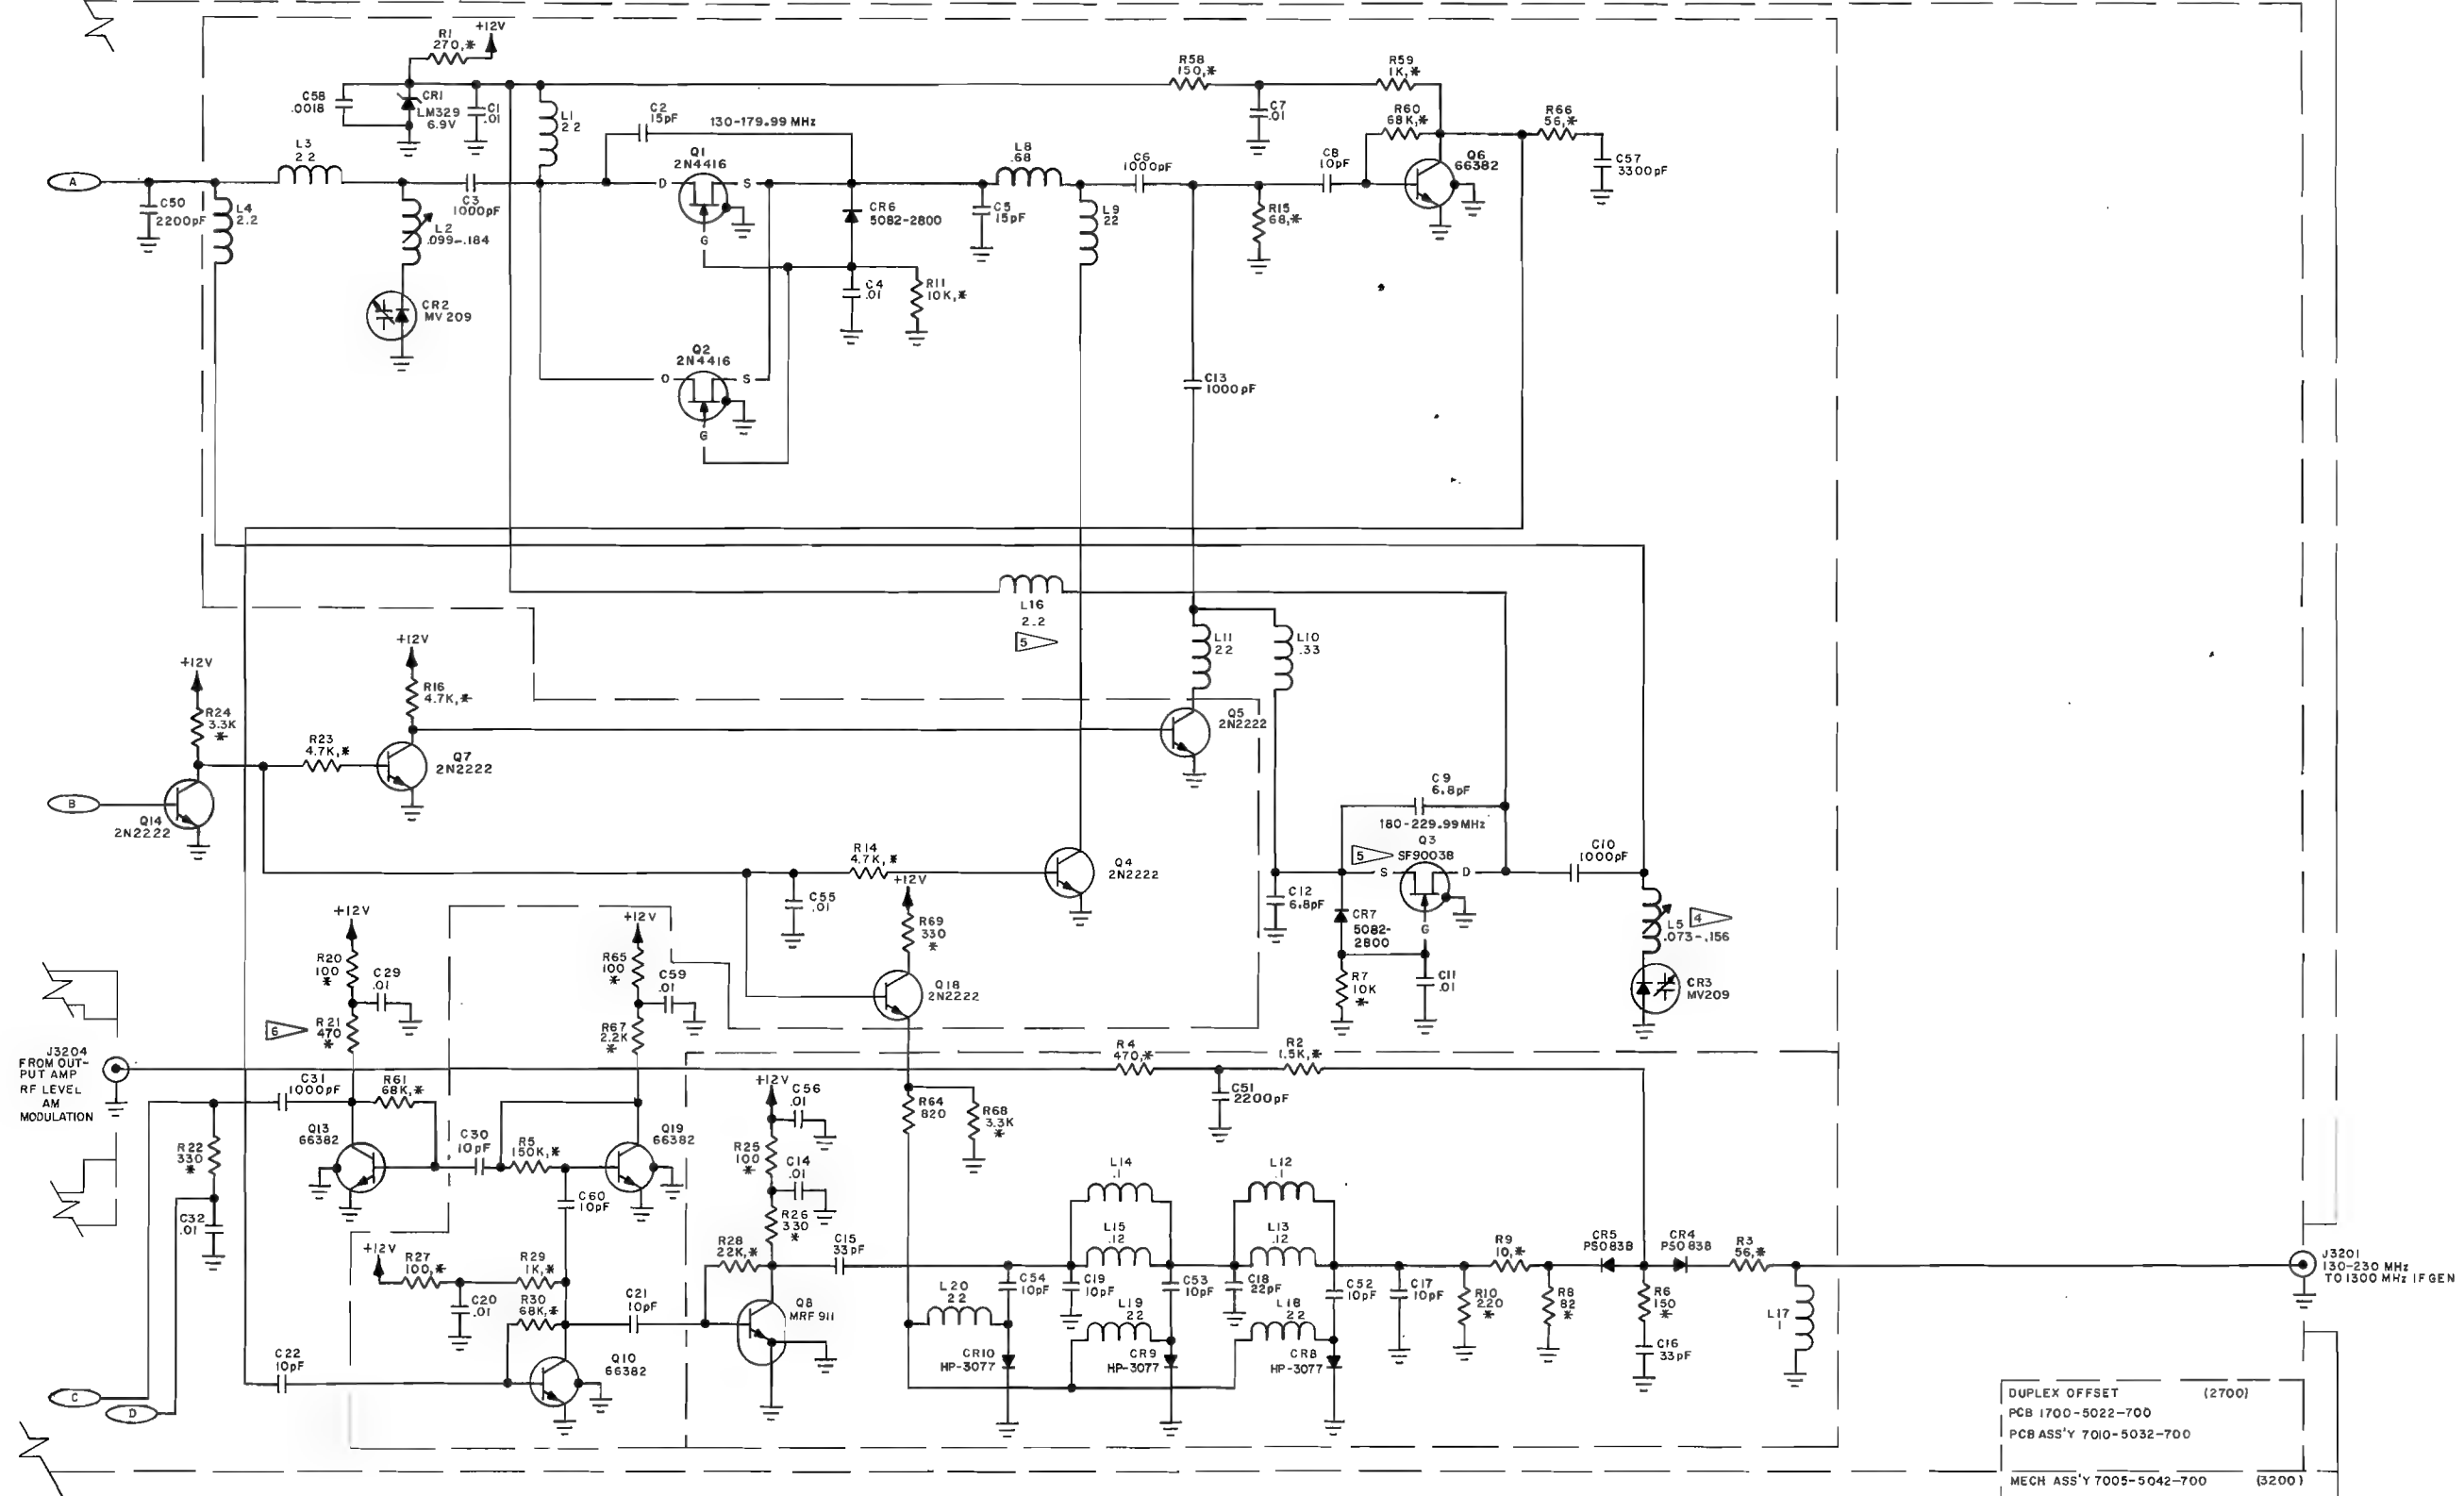 R1
270,*
+12V
C58
.0018
CR1
LM329
6.9V
C1
.01
L1
2.2
C2
15pF
130-179.99 MHz
R58
150,*
C7
.01
R59
1K,*
R60
68K,*
R66
56,*
C57
3300pF
Q6
66382
L3
2.2
Q1
2N4416
L8
.68
C6
1000pF
C8
10pF
A
C50
2200pF
L4
2.2
C3
1000pF
D
S
G
L2
.099-.184
CR6
5082-2800
C5
15pF
L9
22
R15
68,*
C4
.01
R11
10K,*
CR2
MV209
Q2
2N4416
D
S
G
C13
1000pF
L16
2.2
5
L11
22
L10
.33
+12V
R16
4.7K,*
+12V
R24
3.3K
*
R23
4.7K,*
Q7
2N2222
Q5
2N2222
B
Q14
2N2222
C9
6.8pF
180-229.99MHz
Q3
5
SF90038
S
D
G
C10
1000pF
R14
4.7K,*
Q4
2N2222
C55
.01
+12V
R69
330
*
C12
6.8pF
CR7
5082-
2800
L5
.073-.156
4
R7
10K
*
C11
.01
CR3
MV209
Q18
2N2222
+12V
R20
100
*
C29
.01
6
R21
470
*
+12V
R65
100
*
C59
.01
R67
2.2K
*
J3204
FROM OUT-
PUT AMP
RF LEVEL
AM
MODULATION
R4
470,*
R2
1.5K,*
C51
2200pF
C31
1000pF
R61
68K,*
Q13
66382
C30
10pF
R5
150K,*
Q19
66382
R22
330
*
C32
.01
C60
10pF
+12V
C56
.01
R25
100
*
C14
.01
R26
330
*
R64
820
R68
3.3K
*
+12V
R27
100,*
R29
1K,*
C20
.01
R30
68K,*
C21
10pF
R28
22K,*
C15
33pF
Q8
MRF911
L14
.1
L12
.1
L15
.12
L13
.12
L20
22
C54
10pF
C19
10pF
L19
22
C53
10pF
C18
22pF
L18
22
C52
10pF
C17
10pF
R9
10,*
R10
220
*
R8
82
*
CR5
PS083B
CR4
PS083B
R3
56,*
R6
150
*
C16
33pF
L17
1
J3201
130-230 MHz
TO 1300 MHz IF GEN
CR10
HP-3077
CR9
HP-3077
CR8
HP-3077
C22
10pF
Q10
66382
C
D
DUPLEX OFFSET (2700)
PCB 1700-5022-700
PCB ASS'Y 7010-5032-700
MECH ASS'Y 7005-5042-700 (3200)